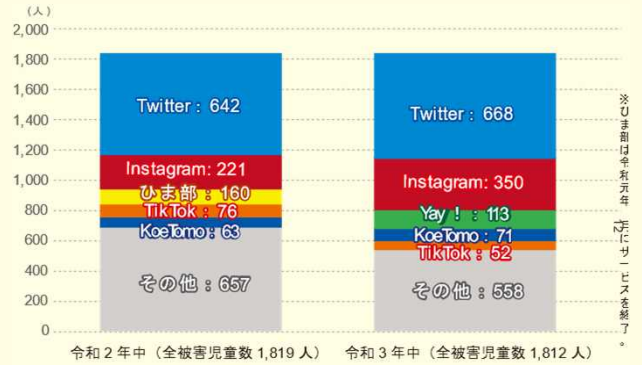 (人)
2,000
1,800
1,600
1,400
1,200
1,000
800
600
400
200
0
Twitter : 642
Instagram: 221
ひま部 : 160
TikTok : 76
KoeTomo : 63
その他 : 657
Twitter : 668
Instagram: 350
Yay ! : 113
KoeTomo : 71
TikTok : 52
その他 : 558
令和2年中(全被害児童数 1,819 人)
令和3年中(全被害児童数 1,812 人)
※ひま部は令和元年12月にサービスを終了。